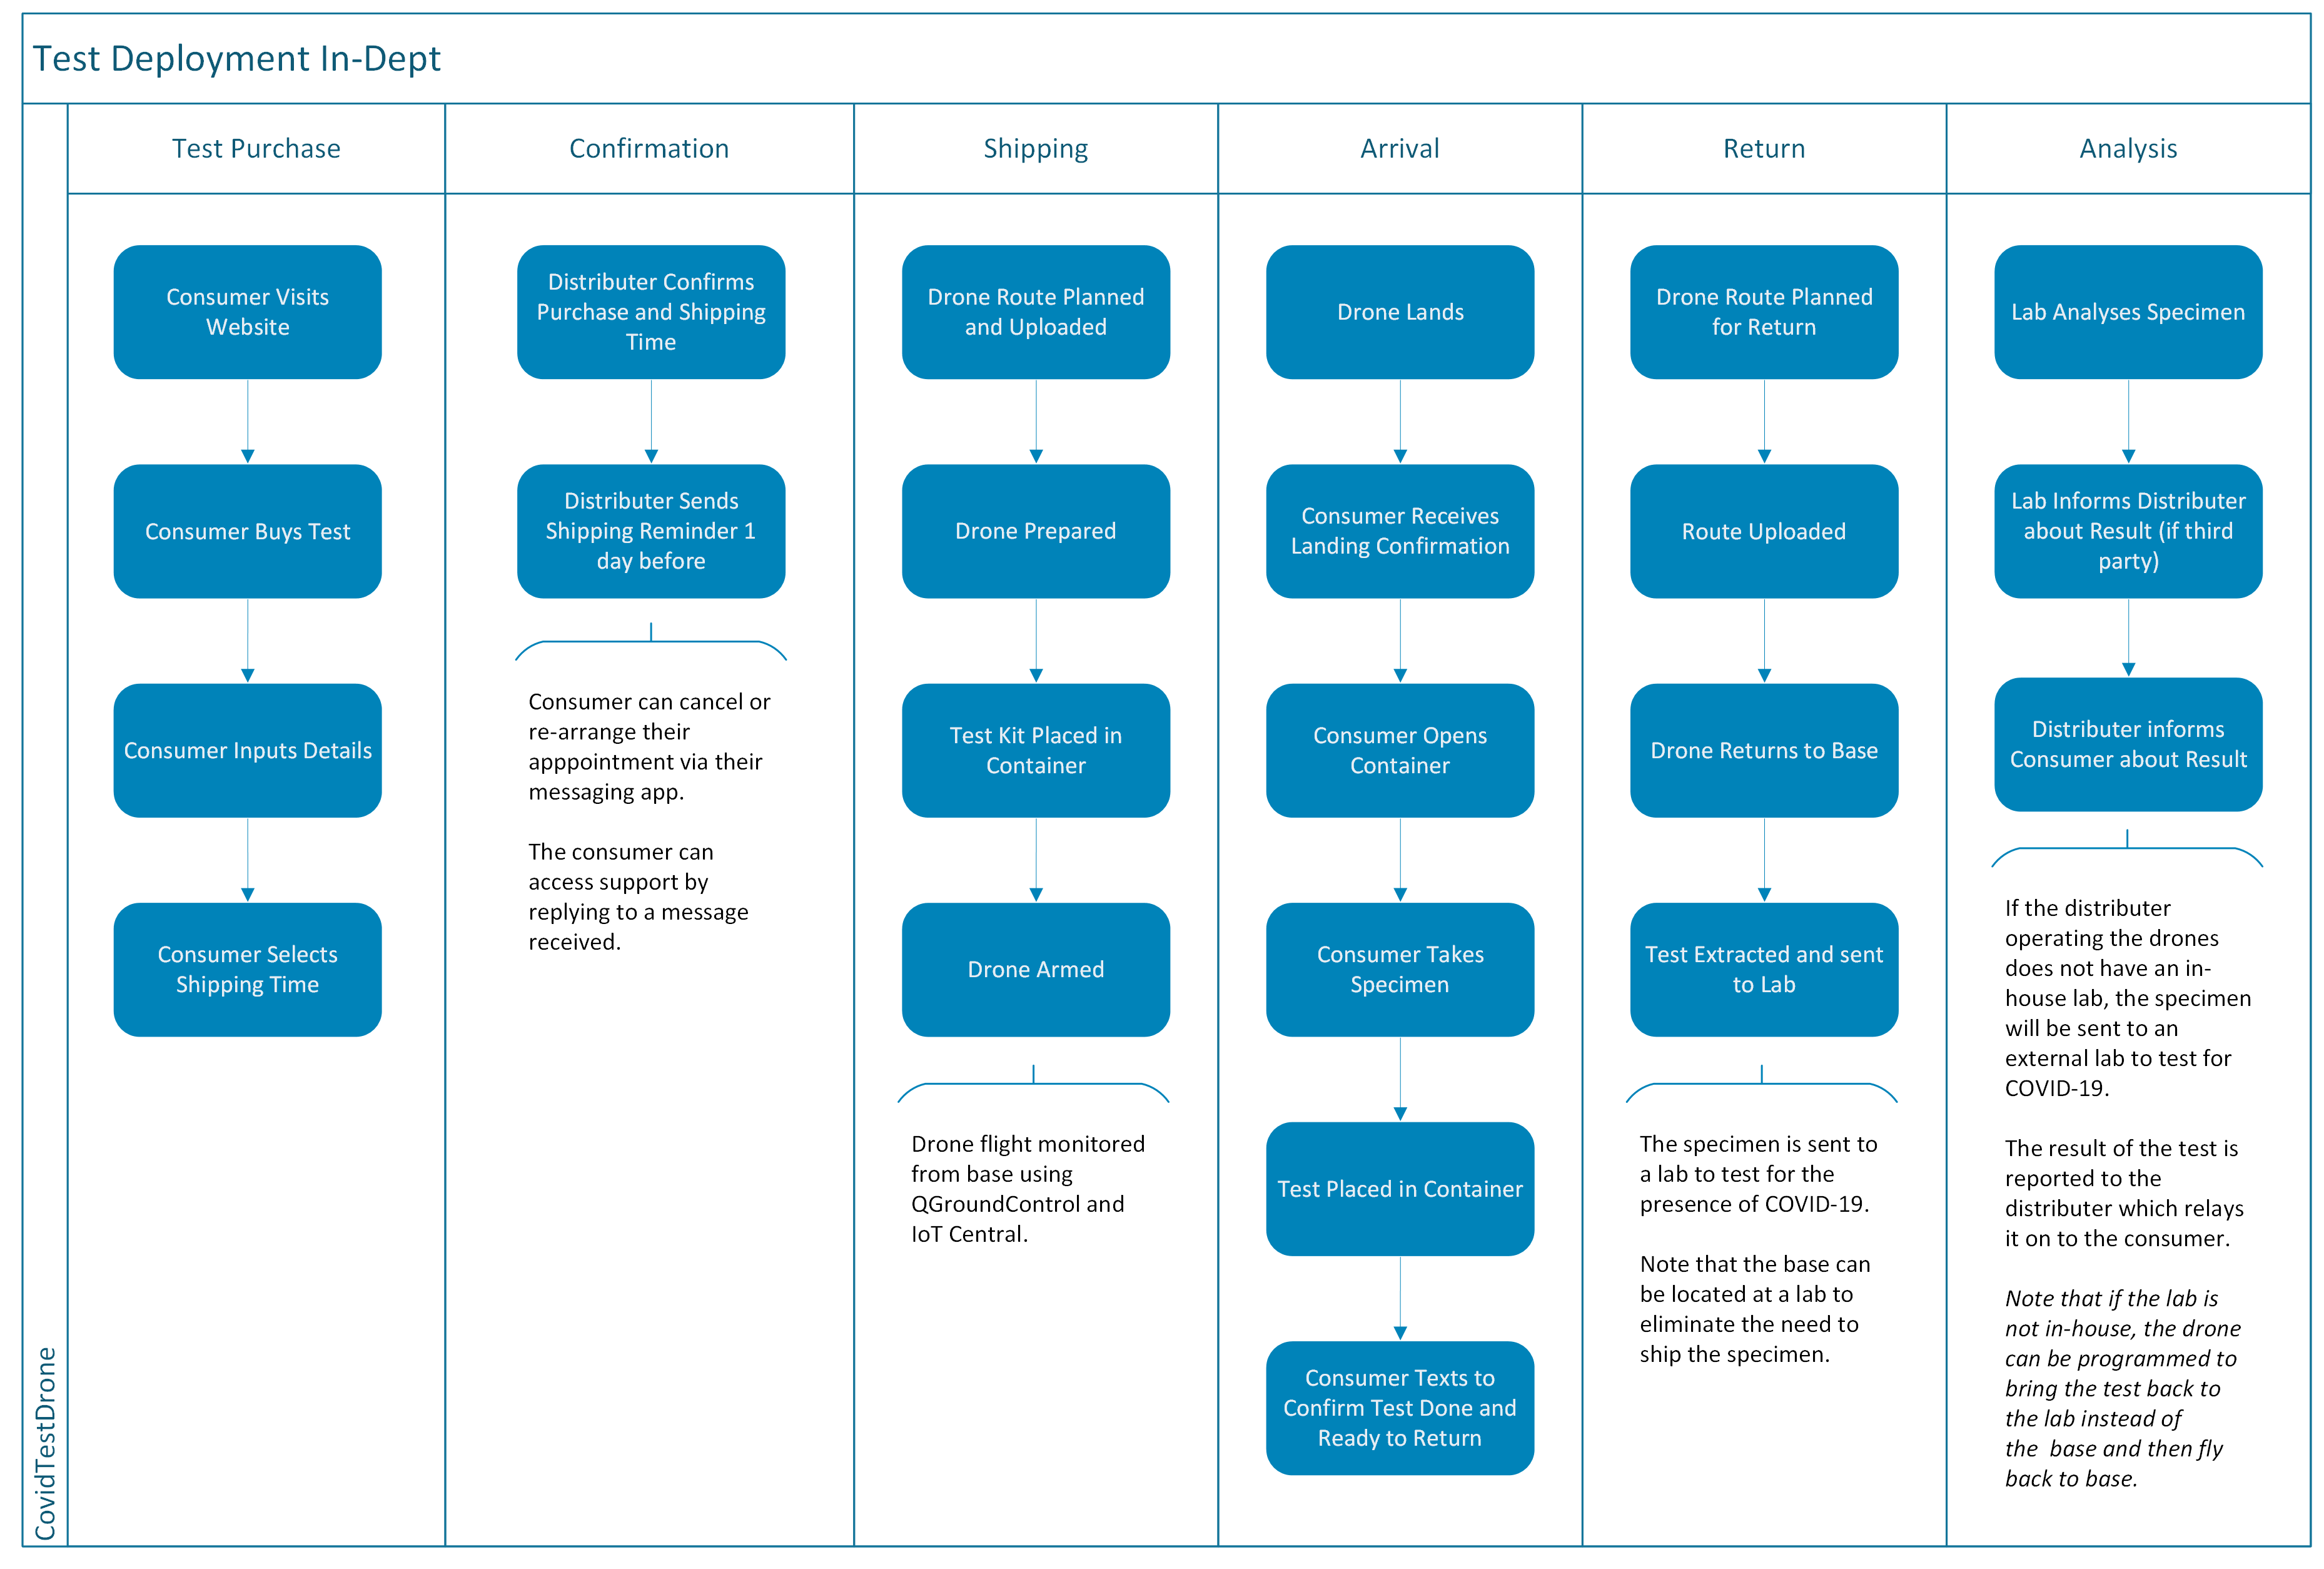 Test Deployment In-Dept
CovidTestDrone
Test Purchase
Consumer Visits
Website
Consumer Buys Test
Consumer Inputs Details
Consumer Selects
Shipping Time
Confirmation
Distributer Confirms
Purchase and Shipping
Time
Distributer Sends
Shipping Reminder 1
day before
Consumer can cancel or
re-arrange their
apppointment via their
messaging app.
The consumer can
access support by
replying to a message
received.
Shipping
Drone Route Planned
and Uploaded
Drone Prepared
Test Kit Placed in
Container
Drone Armed
Drone flight monitored
from base using
QGroundControl and
IoT Central.
Arrival
Drone Lands
Consumer Receives
Landing Confirmation
Consumer Opens
Container
Consumer Takes
Specimen
Test Placed in Container
Consumer Texts to
Confirm Test Done and
Ready to Return
Return
Drone Route Planned
for Return
Route Uploaded
Drone Returns to Base
Test Extracted and sent
to Lab
The specimen is sent to
a lab to test for the
presence of COVID-19.
Note that the base can
be located at a lab to
eliminate the need to
ship the specimen.
Analysis
Lab Analyses Specimen
Lab Informs Distributer
about Result (if third
party)
Distributer informs
Consumer about Result
If the distributer
operating the drones
does not have an in-
house lab, the specimen
will be sent to an
external lab to test for
COVID-19.
The result of the test is
reported to the
distributer which relays
it on to the consumer.
Note that if the lab is
not in-house, the drone
can be programmed to
bring the test back to
the lab instead of
the  base and then fly
back to base.